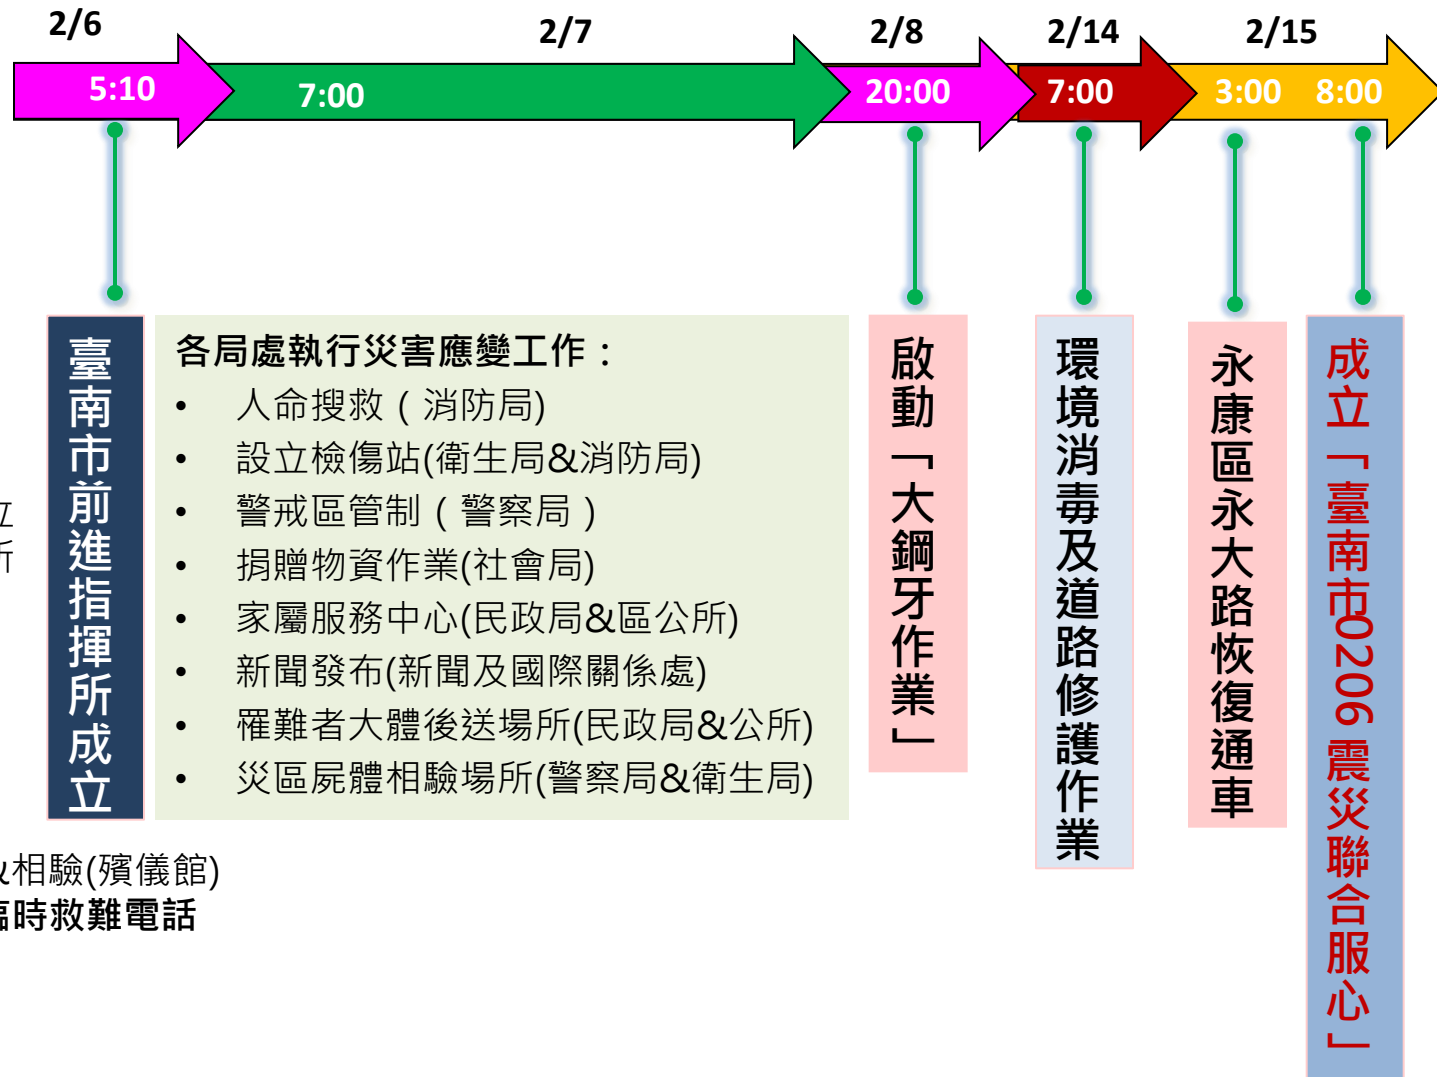 2/6
2/7
2/8
2/14
2/15
5:10
7:00
20:00
7:00
3:00
8:00
臺南市前進指揮所成立
各局處執行災害應變工作：
• 人命搜救（消防局)
• 設立檢傷站(衛生局&消防局)
• 警戒區管制（警察局）
• 捐贈物資作業(社會局)
• 家屬服務中心(民政局&區公所)
• 新聞發布(新聞及國際關係處)
• 罹難者大體後送場所(民政局&公所)
• 災區屍體相驗場所(警察局&衛生局)
啟動「大鋼牙作業」
環境消毒及道路修護作業
永康區永大路恢復通車
成立「臺南市0206震災聯合服心」
立
所
&相驗(殯儀館)
臨時救難電話